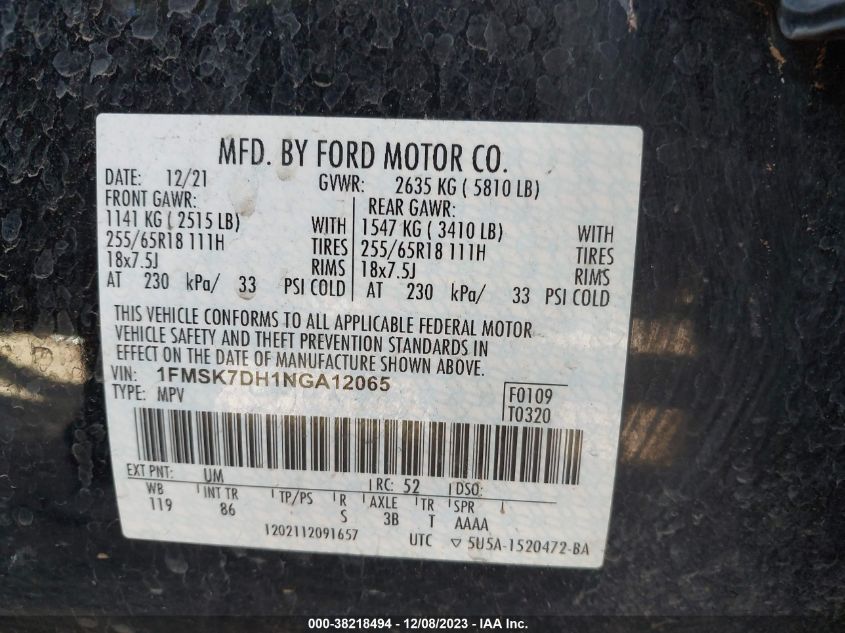 MFD. BY FORD MOTOR CO.
DATE: 12/21 GVWR: 2635 KG ( 5810 LB)
FRONT GAWR: REAR GAWR:
1141 KG ( 2515 LB) WITH 1547 KG ( 3410 LB) WITH
255/65R18 111H TIRES 255/65R18 111H TIRES
18x7.5J RIMS 18x7.5J RIMS
AT 230 kPa/ 33 PSI COLD AT 230 kPa/ 33 PSI COLD
THIS VEHICLE CONFORMS TO ALL APPLICABLE FEDERAL MOTOR
VEHICLE SAFETY AND THEFT PREVENTION STANDARDS IN
EFFECT ON THE DATE OF MANUFACTURE SHOWN ABOVE.
VIN: 1FMSK7DH1NGA12065
TYPE: MPV F0109
T0320
EXT PNT: UM RC: 52 DSO:
WB INT TR TP/PS R AXLE TR SPR
119 86 S 3B T AAAA
1202112091657 UTC ▽ 5U5A-1520472-BA
000-38218494 - 12/08/2023 - IAA Inc.